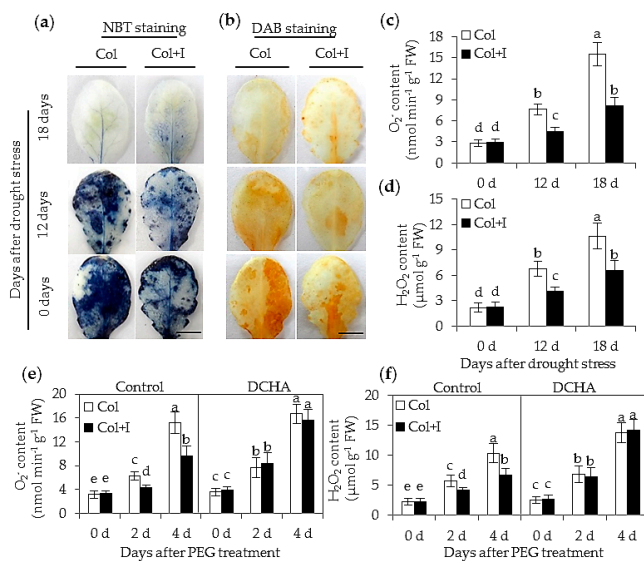 (a)
NBT staining
Col
Col+I
Days after drought stress
18 days
12 days
0 days
(b)
DAB staining
Col
Col+I
(c)
O₂⁻ content
(nmol min⁻¹ g⁻¹ FW)
18
15
12
9
6
3
0
Col
Col+I
d d
b
c
a
b
0 d 12 d 18 d
(d)
H₂O₂ content
(μmol g⁻¹ FW)
15
12
9
6
3
0
Col
Col+I
d d
b
c
a
b
0 d 12 d 18 d
Days after drought stress
(e)
Control DCHA
O₂⁻ content
(nmol min⁻¹ g⁻¹ FW)
20
16
12
8
4
0
Col
Col+I
e e
c
d
a
b
c c
b b
a a
0 d 2 d 4 d 0 d 2 d 4 d
Days after PEG treatment
(f)
Control DCHA
H₂O₂ content
(μmol g⁻¹ FW)
20
15
10
5
0
Col
Col+I
e e
c
d
a
b
c c
b b
a a
0 d 2 d 4 d 0 d 2 d 4 d
Days after PEG treatment